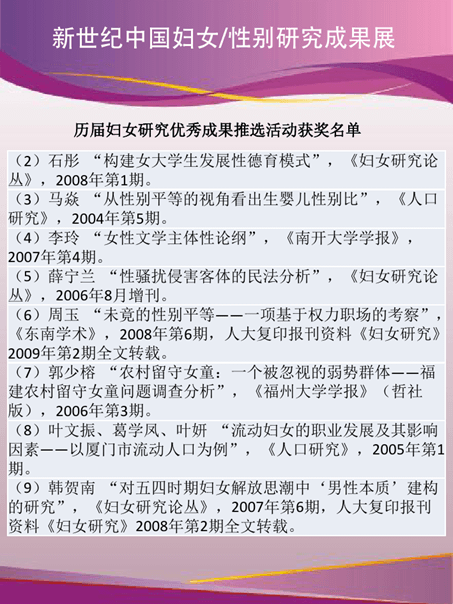 新世纪中国妇女/性别研究成果展
历届妇女研究优秀成果推选活动获奖名单
（2）石彤 “构建女大学生发展性德育模式”，《妇女研究论
丛》，2008年第1期。
（3）马焱 “从性别平等的视角看出生婴儿性别比”，《人口
研究》，2004年第5期。
（4）李玲 “女性文学主体性论纲”，《南开大学学报》，
2007年第4期。
（5）薛宁兰 “性骚扰侵害客体的民法分析”，《妇女研究论
丛》，2006年8月增刊。
（6）周玉 “未竟的性别平等——一项基于权力职场的考察”，
《东南学术》，2008年第6期，人大复印报刊资料《妇女研究》
2009年第2期全文转载。
（7）郭少榕 “农村留守女童：一个被忽视的弱势群体——福
建农村留守女童问题调查分析”，《福州大学学报》（哲社
版），2006年第3期。
（8）叶文振、葛学凤、叶妍 “流动妇女的职业发展及其影响
因素——以厦门市流动人口为例”，《人口研究》，2005年第1
期。
（9）韩贺南 “对五四时期妇女解放思潮中‘男性本质’建构
的研究”，《妇女研究论丛》，2007年第6期，人大复印报刊
资料《妇女研究》2008年第2期全文转载。